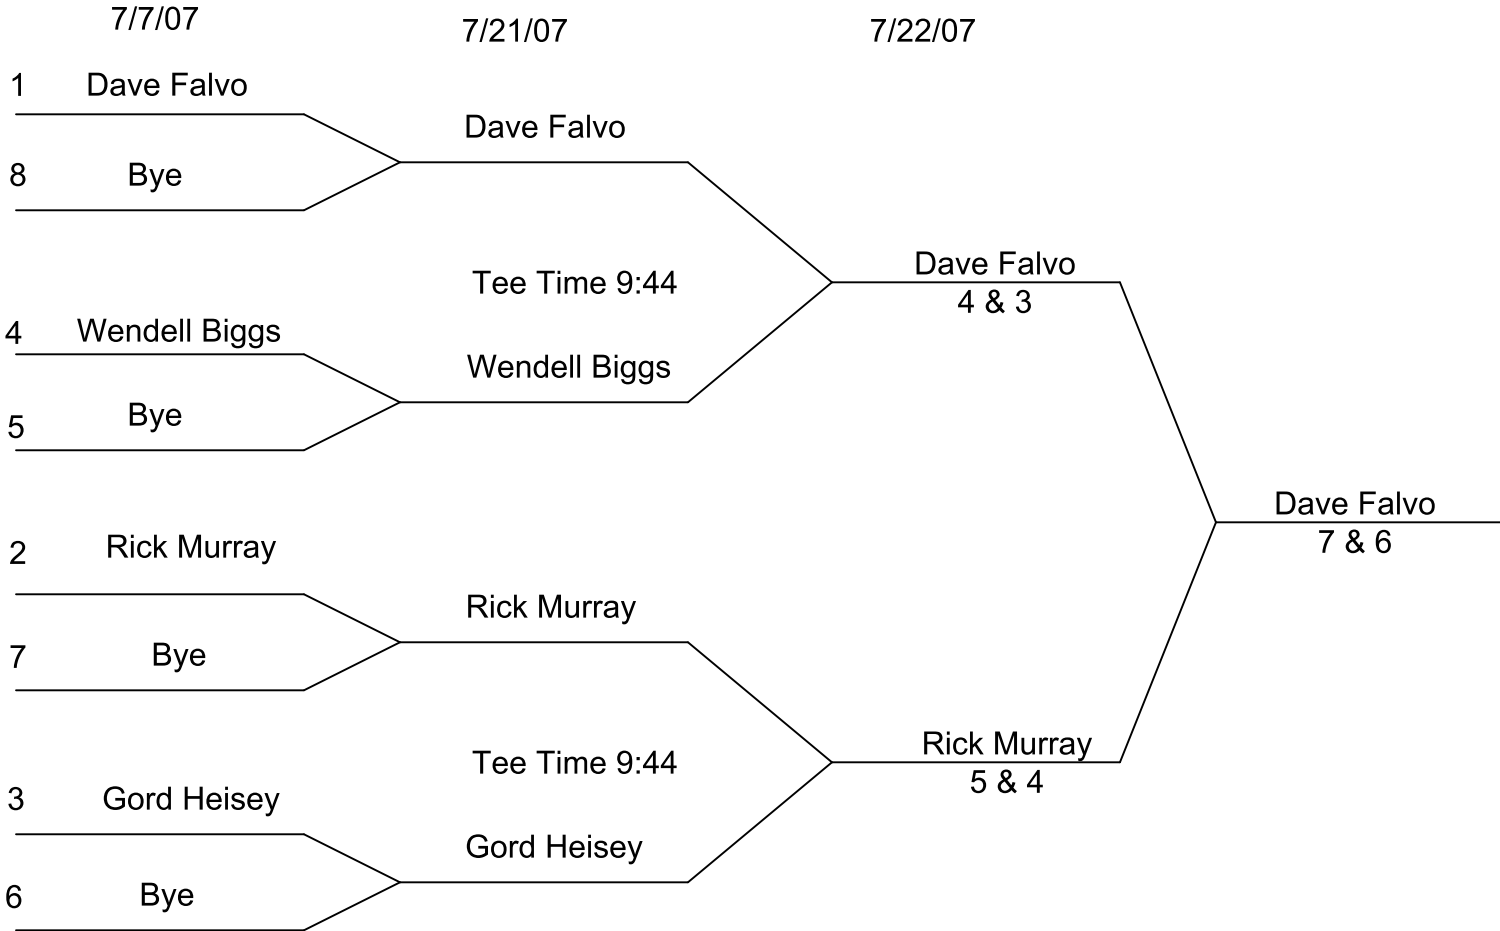 7/7/07
7/21/07
7/22/07
1 Dave Falvo
Dave Falvo
8 Bye
Dave Falvo
4 & 3
Tee Time 9:44
4 Wendell Biggs
Wendell Biggs
5 Bye
Dave Falvo
7 & 6
2 Rick Murray
Rick Murray
7 Bye
Rick Murray
5 & 4
Tee Time 9:44
3 Gord Heisey
Gord Heisey
6 Bye